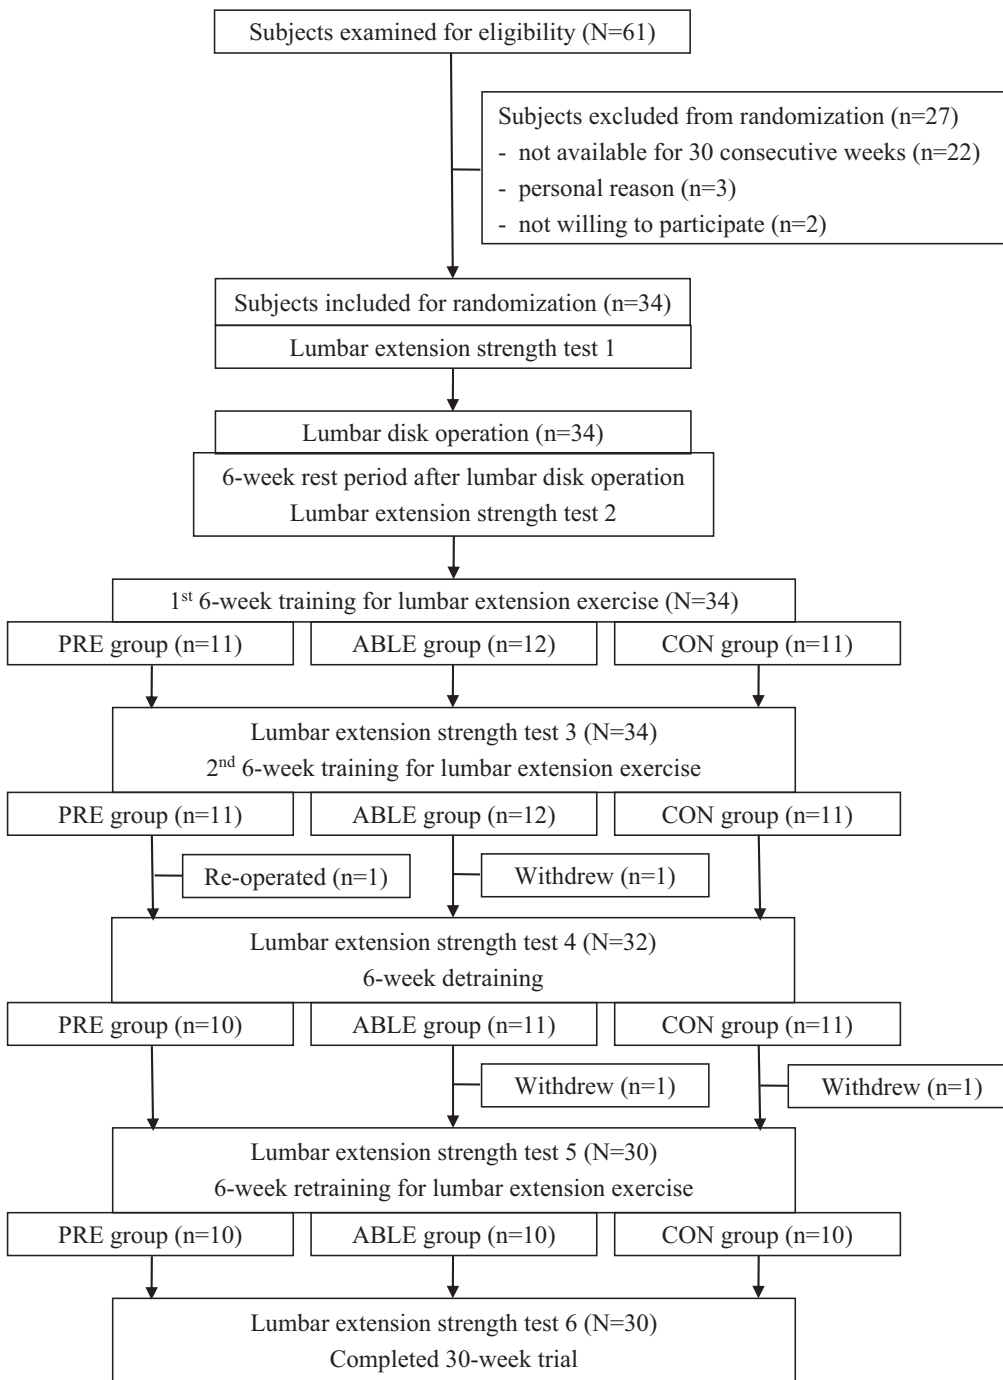 Subjects examined for eligibility (N=61)
Subjects excluded from randomization (n=27)
- not available for 30 consecutive weeks (n=22)
- personal reason (n=3)
- not willing to participate (n=2)
Subjects included for randomization (n=34)
Lumbar extension strength test 1
Lumbar disk operation (n=34)
6-week rest period after lumbar disk operation
Lumbar extension strength test 2
1st 6-week training for lumbar extension exercise (N=34)
PRE group (n=11)
ABLE group (n=12)
CON group (n=11)
Lumbar extension strength test 3 (N=34)
2nd 6-week training for lumbar extension exercise
PRE group (n=11)
ABLE group (n=12)
CON group (n=11)
Re-operated (n=1)
Withdrew (n=1)
Lumbar extension strength test 4 (N=32)
6-week detraining
PRE group (n=10)
ABLE group (n=11)
CON group (n=11)
Withdrew (n=1)
Withdrew (n=1)
Lumbar extension strength test 5 (N=30)
6-week retraining for lumbar extension exercise
PRE group (n=10)
ABLE group (n=10)
CON group (n=10)
Lumbar extension strength test 6 (N=30)
Completed 30-week trial